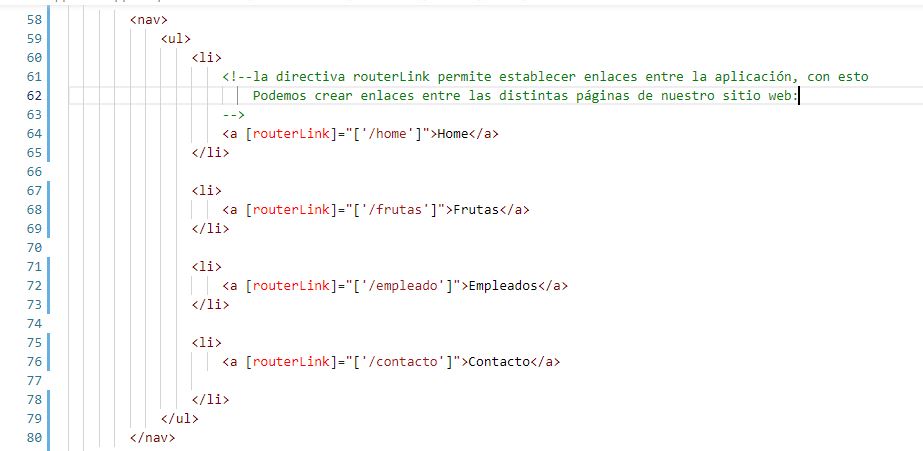 58 <nav>
59 <ul>
60 <li>
61 <!--la directiva routerLink permite establecer enlaces entre la aplicación, con esto
62 Podemos crear enlaces entre las distintas páginas de nuestro sitio web:
63 -->
64 <a [routerLink]="['/home']">Home</a>
65 </li>
66
67 <li>
68 <a [routerLink]="['/frutas']">Frutas</a>
69 </li>
70
71 <li>
72 <a [routerLink]="['/empleado']">Empleados</a>
73 </li>
74
75 <li>
76 <a [routerLink]="['/contacto']">Contacto</a>
77
78 </li>
79 </ul>
80 </nav>